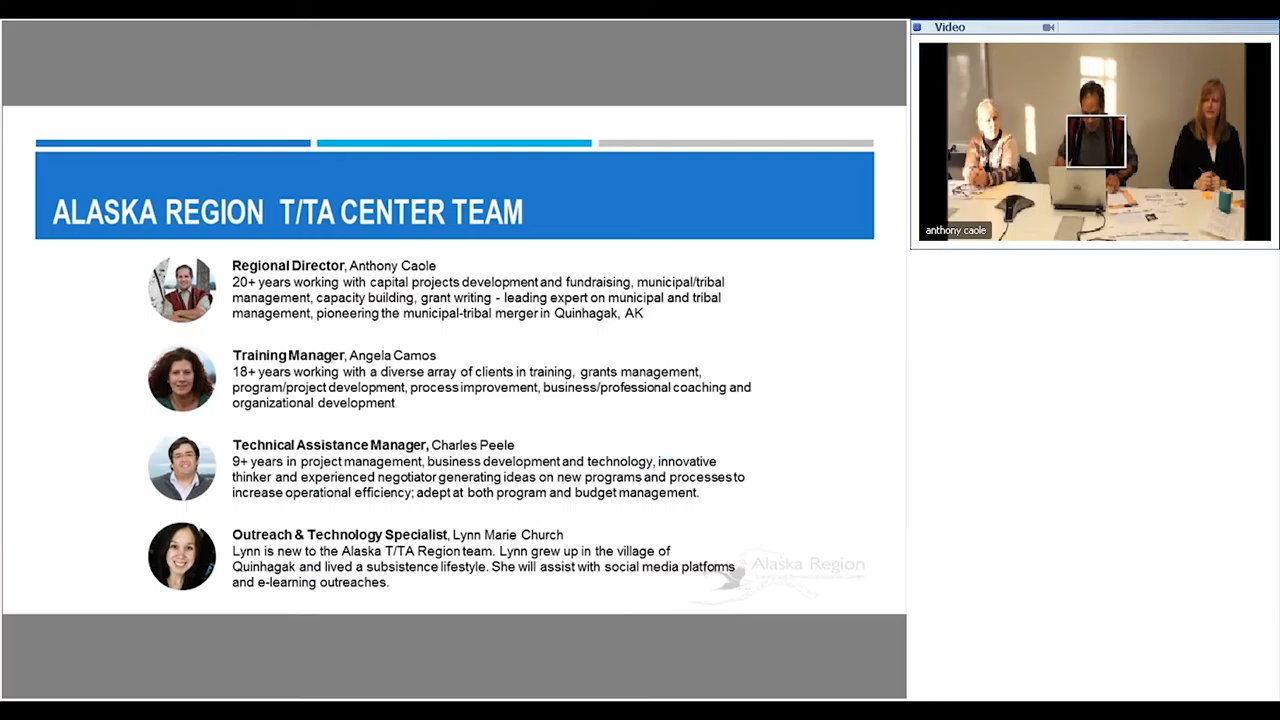 Video
anthony caole
ALASKA REGION T/TA CENTER TEAM
Regional Director, Anthony Caole
20+ years working with capital projects development and fundraising, municipal/tribal
management, capacity building, grant writing - leading expert on municipal and tribal
management, pioneering the municipal-tribal merger in Quinhagak, AK
Training Manager, Angela Camos
18+ years working with a diverse array of clients in training, grants management,
program/project development, process improvement, business/professional coaching and
organizational development
Technical Assistance Manager, Charles Peele
9+ years in project management, business development and technology, innovative
thinker and experienced negotiator generating ideas on new programs and processes to
increase operational efficiency; adept at both program and budget management.
Outreach & Technology Specialist, Lynn Marie Church
Lynn is new to the Alaska T/TA Region team. Lynn grew up in the village of
Quinhagak and lived a subsistence lifestyle. She will assist with social media platforms
and e-learning outreaches.
Alaska Region